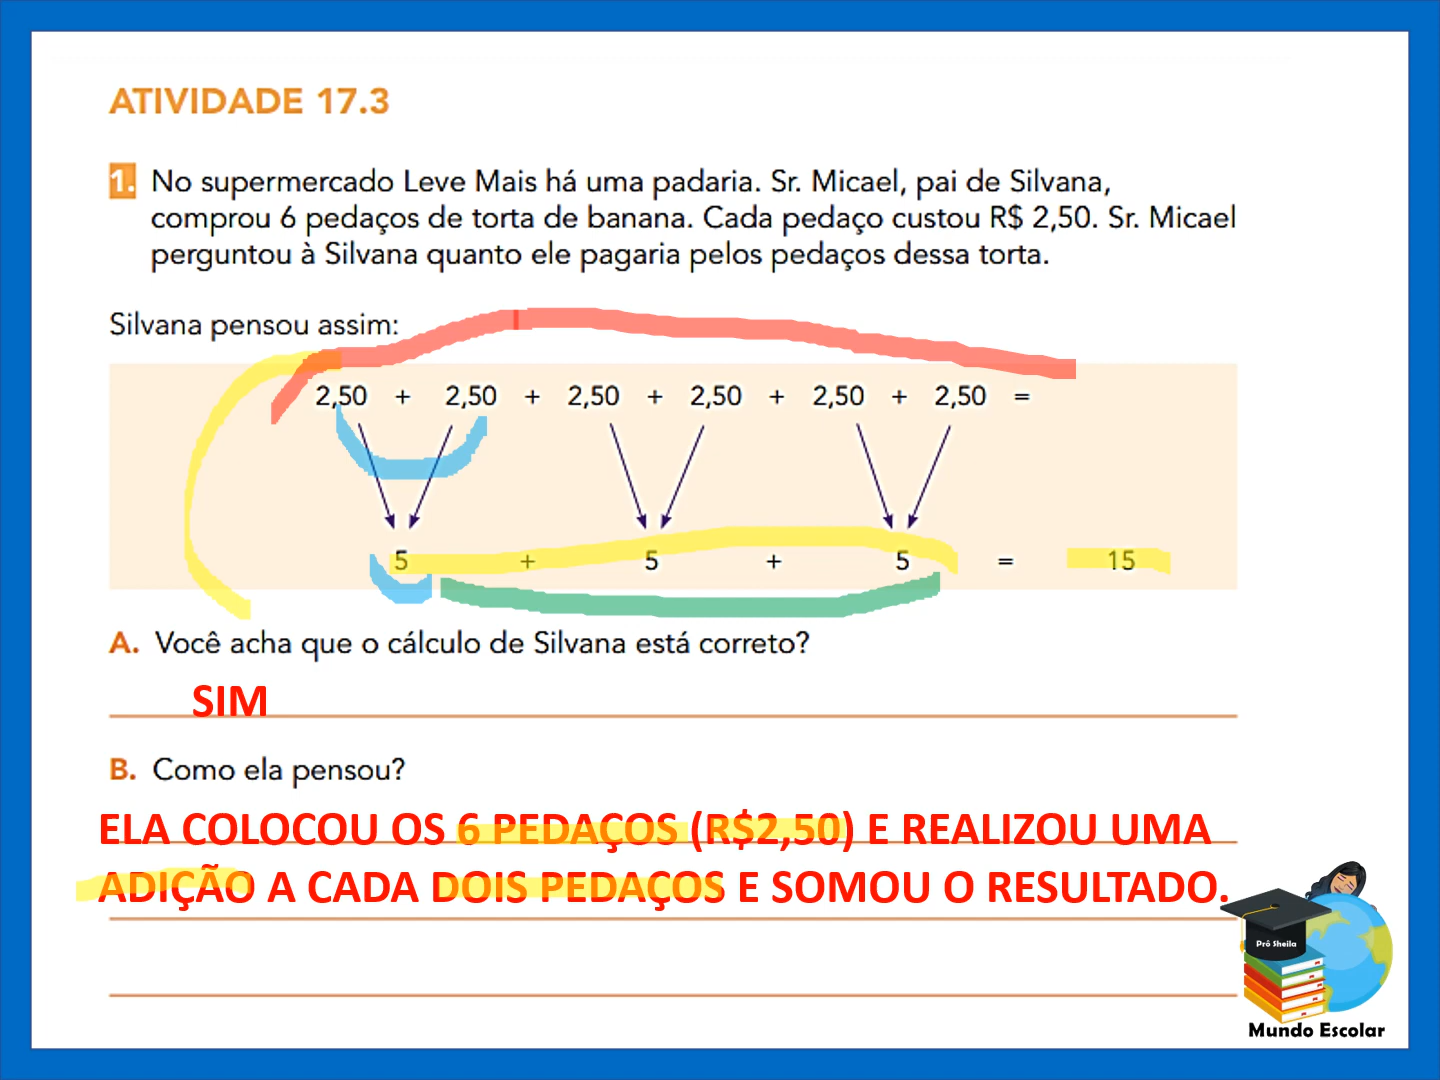 ATIVIDADE 17.3
1. No supermercado Leve Mais há uma padaria. Sr. Micael, pai de Silvana,
comprou 6 pedaços de torta de banana. Cada pedaço custou R$ 2,50. Sr. Micael
perguntou à Silvana quanto ele pagaria pelos pedaços dessa torta.
Silvana pensou assim:
2,50 + 2,50 + 2,50 + 2,50 + 2,50 + 2,50 =
5 + 5 + 5 = 15
A. Você acha que o cálculo de Silvana está correto?
SIM
B. Como ela pensou?
ELA COLOCOU OS 6 PEDAÇOS (R$2,50) E REALIZOU UMA
ADIÇÃO A CADA DOIS PEDAÇOS E SOMOU O RESULTADO.
Prô Sheila
Mundo Escolar